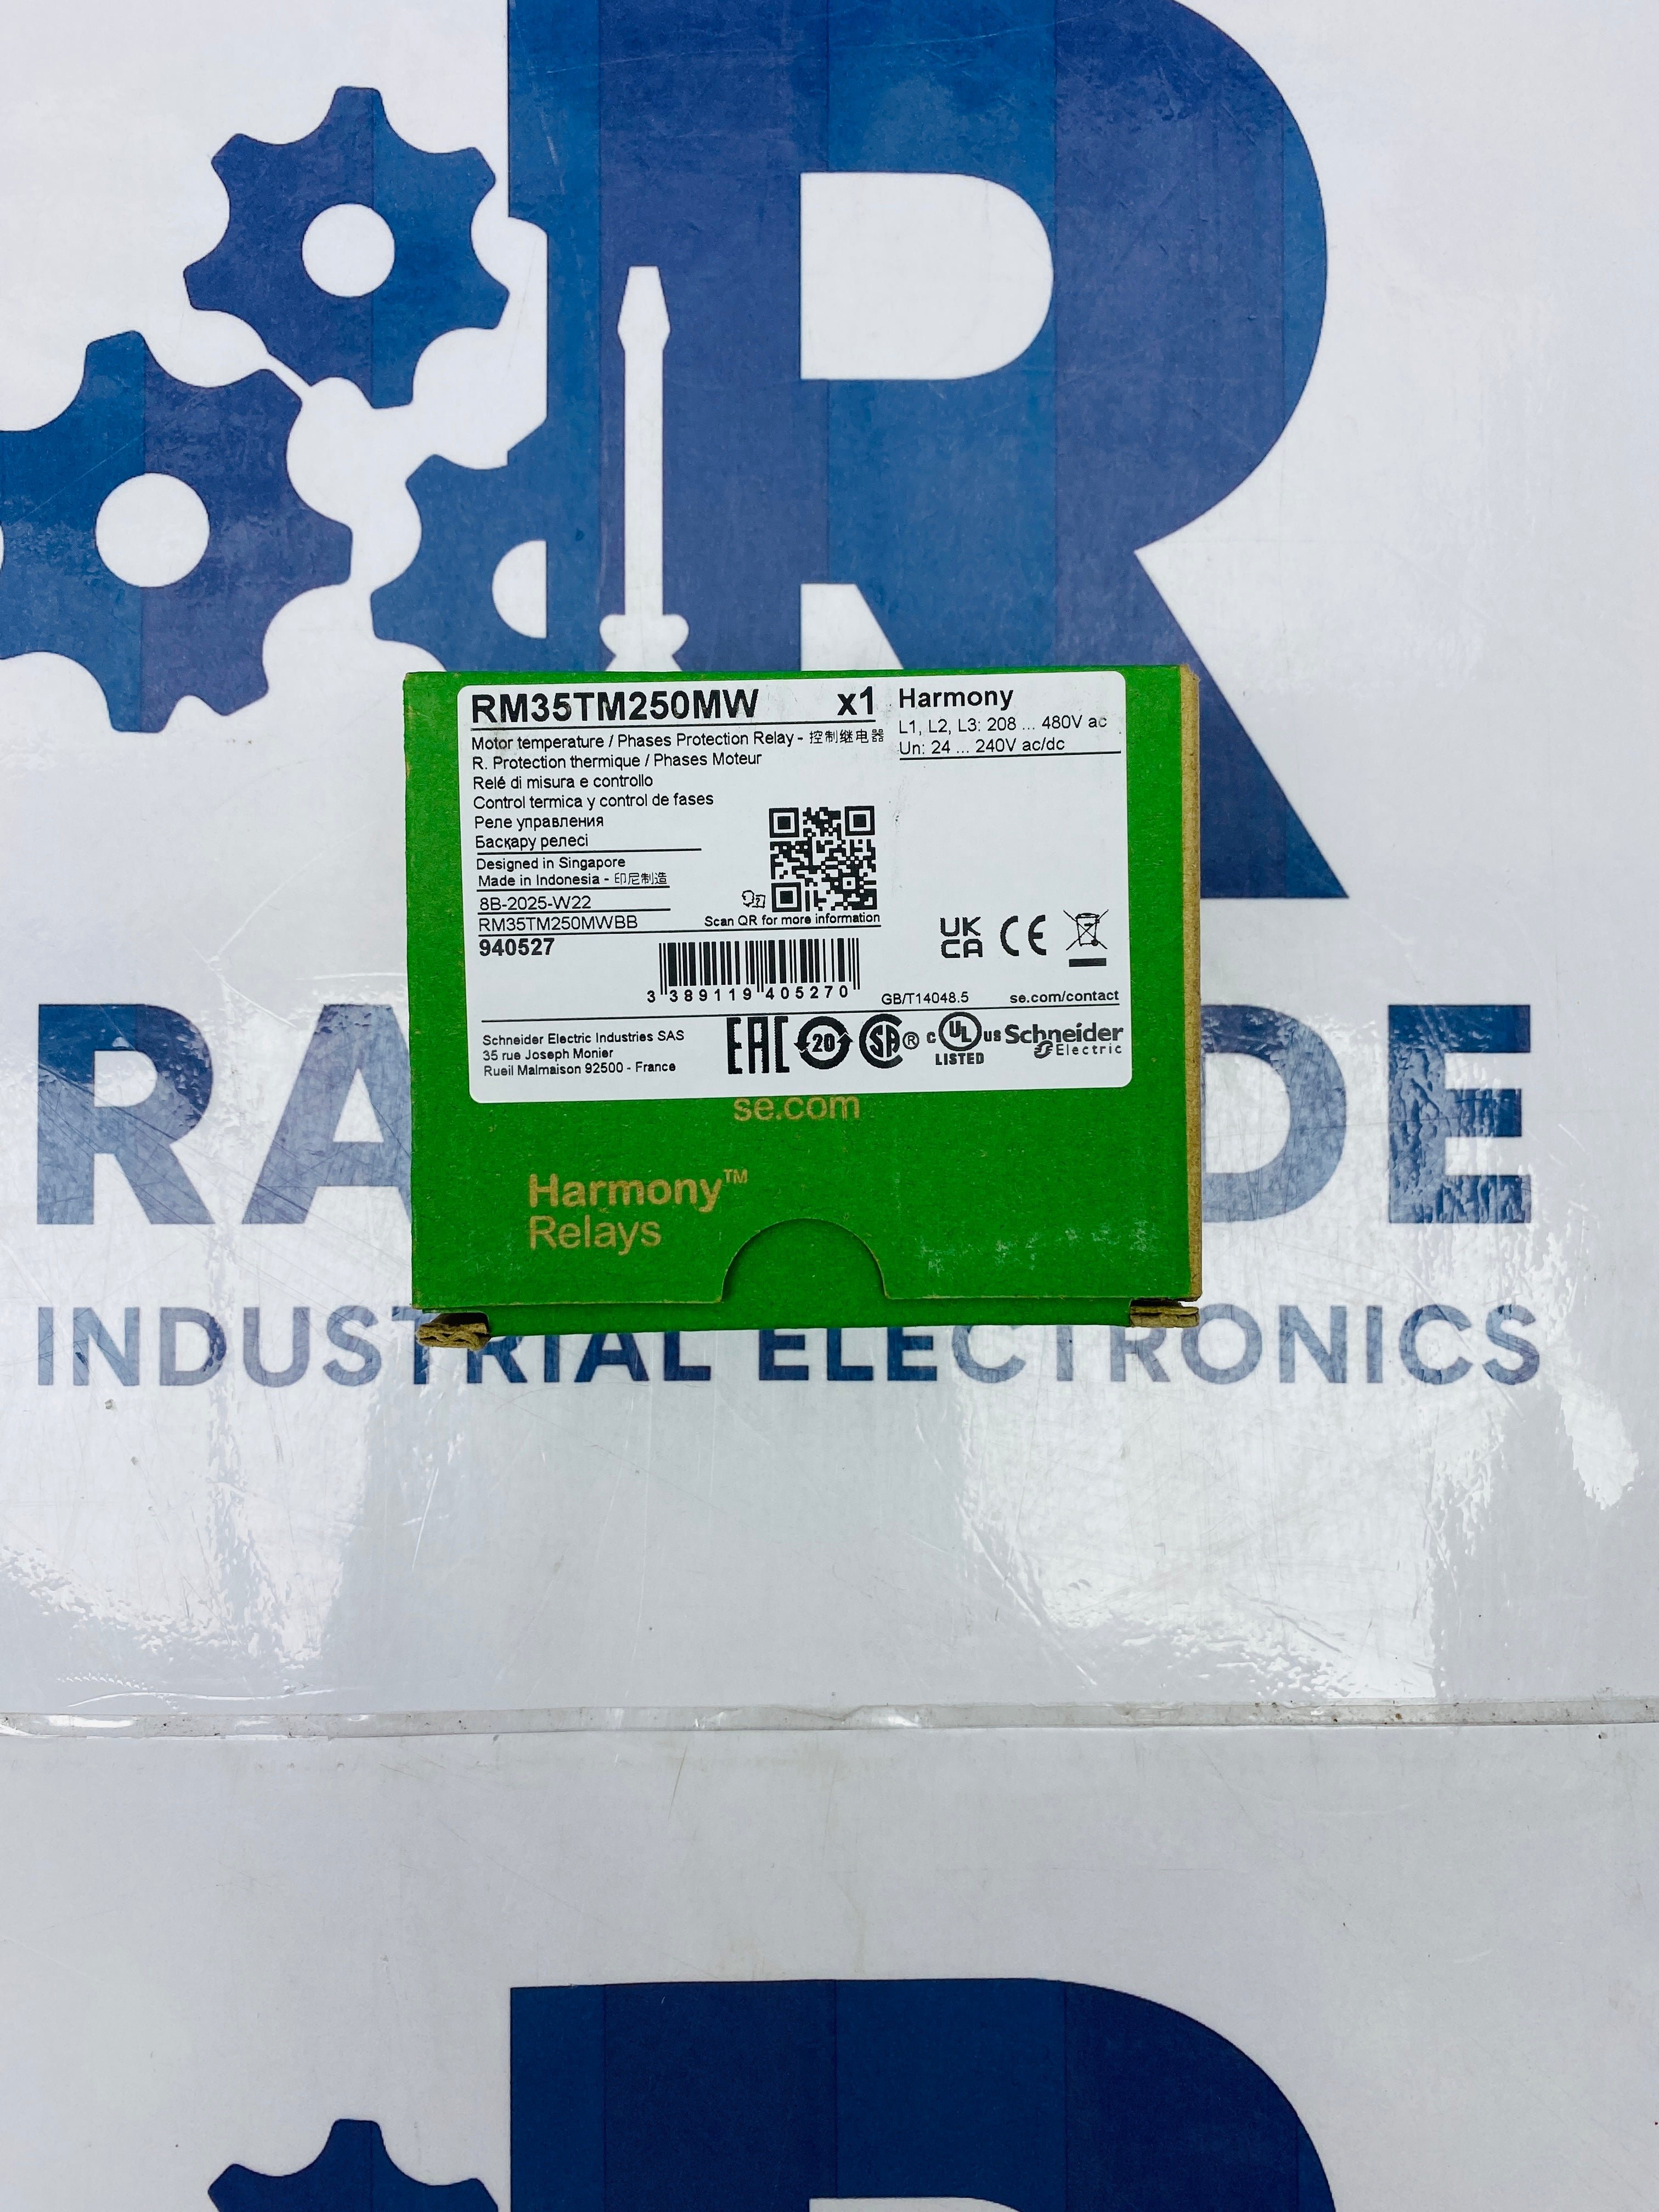 RM35TM250MW x1
Harmony
L1, L2, L3: 208 ... 480V ac
Un: 24 ... 240V ac/dc
Motor temperature / Phases Protection Relay - 控制继电器
R. Protection thermique / Phases Moteur
Relé di misura e controllo
Control termica y control de fases
Реле управления
Басқару релесі
Designed in Singapore
Made in Indonesia - 印尼制造
8B-2025-W22
RM35TM250MWBB
940527
Scan QR for more information
3 389119 405270
UK
CA
CE
GB/T14048.5
se.com/contact
Schneider Electric Industries SAS
35 rue Joseph Monier
Rueil Malmaison 92500 - France
EAC
20
SA®
c UL us
LISTED
Schneider
Electric
se.com
Harmony™
Relays
RA DE
INDUSTRIAL ELECTRONICS